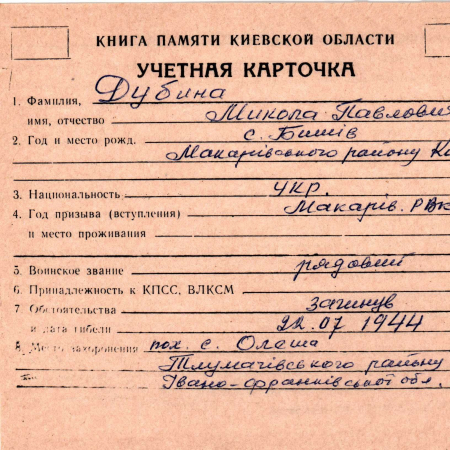 КНИГА ПАМЯТИ КИЕВСКОЙ ОБЛАСТИ
УЧЕТНАЯ КАРТОЧКА
1. Фамилия, Дубина
имя, отчество Микола Павлович
2. Год и место рожд. с. Бишів
Макарівського району Ки
3. Национальность укр.
4. Год призыва (вступления) Макарів. РВК
и место проживания
5. Воинское звание рядовий
6. Принадлежность к КПСС, ВЛКСМ
7. Обстоятельства загинув
и дата гибели 22.07 1944
8. Место захоронения пох. с. Олеша
Тлумачівського району
Івано-Франківської обл.